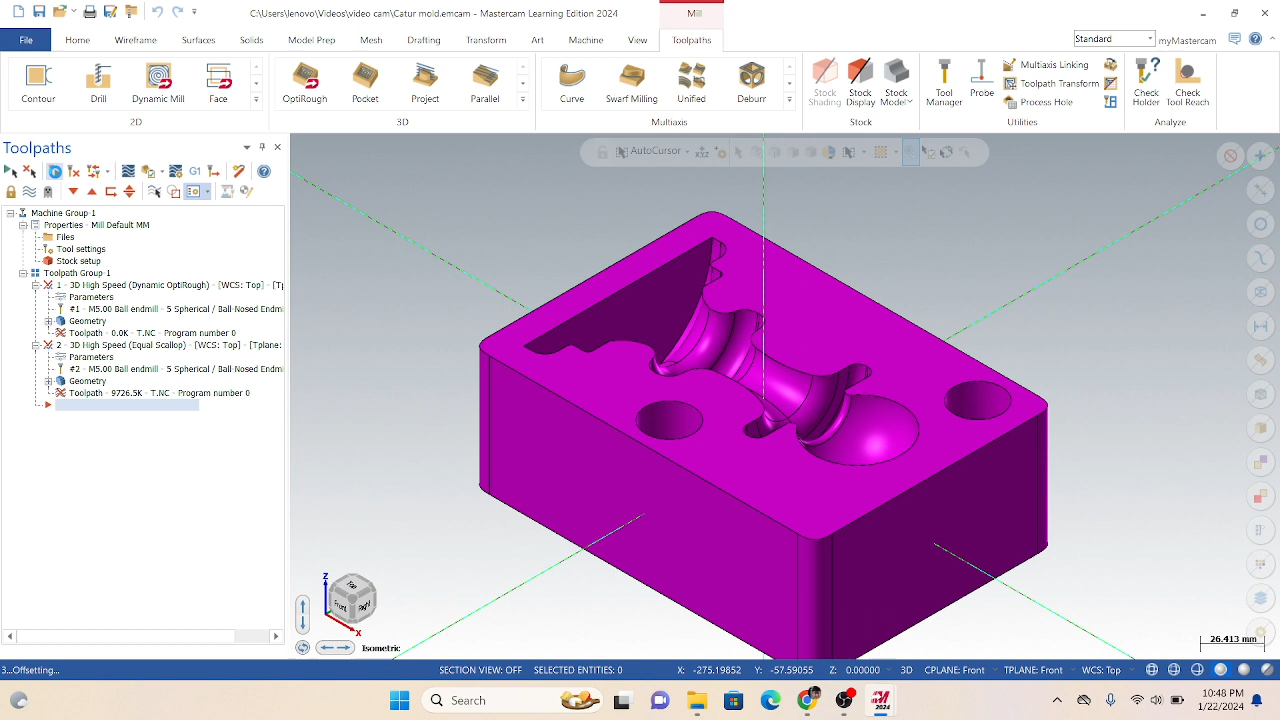 C:\Users\lenovo\Videos\video cam\Catur mold.emcam - Mastercam Learning Edition 2024
Mill
File Home Wireframe Surfaces Solids Model Prep Mesh Drafting Transform Art Machine View Toolpaths
Standard myMastercam
Contour Drill Dynamic Mill Face OptiRough Pocket Project Parallel Curve Swarf Milling Unified Deburr
Stock Shading Stock Display Stock Model Tool Manager Probe
Multiaxis Linking
Toolpath Transform
Process Hole
Check Holder Check Tool Reach
2D 3D Multiaxis Stock Utilities Analyze
Toolpaths
AutoCursor
G1
Machine Group-1
Properties - Mill Default MM
Files
Tool settings
Stock setup
Toolpath Group-1
1 - 3D High Speed (Dynamic OptiRough) - [WCS: Top] - [T
Parameters
#1 - M5.00 Ball endmill - 5 Spherical / Ball-Nosed Endm
Geometry
Toolpath - 0.0K - T.NC - Program number 0
2 - 3D High Speed (Equal Scallop) - [WCS: Top] - [Tplane:
Parameters
#2 - M5.00 Ball endmill - 5 Spherical / Ball-Nosed Endmi
Geometry
Toolpath - 9726.5K - T.NC - Program number 0
Z
Top
Front
Right
X
Isometric
26.413 mm
3...Offsetting... SECTION VIEW: OFF SELECTED ENTITIES: 0 X: -275.19852 Y: -57.59055 Z: 0.00000 3D CPLANE: Front TPLANE: Front WCS: Top
Search
2024
10:48 PM
1/22/2024